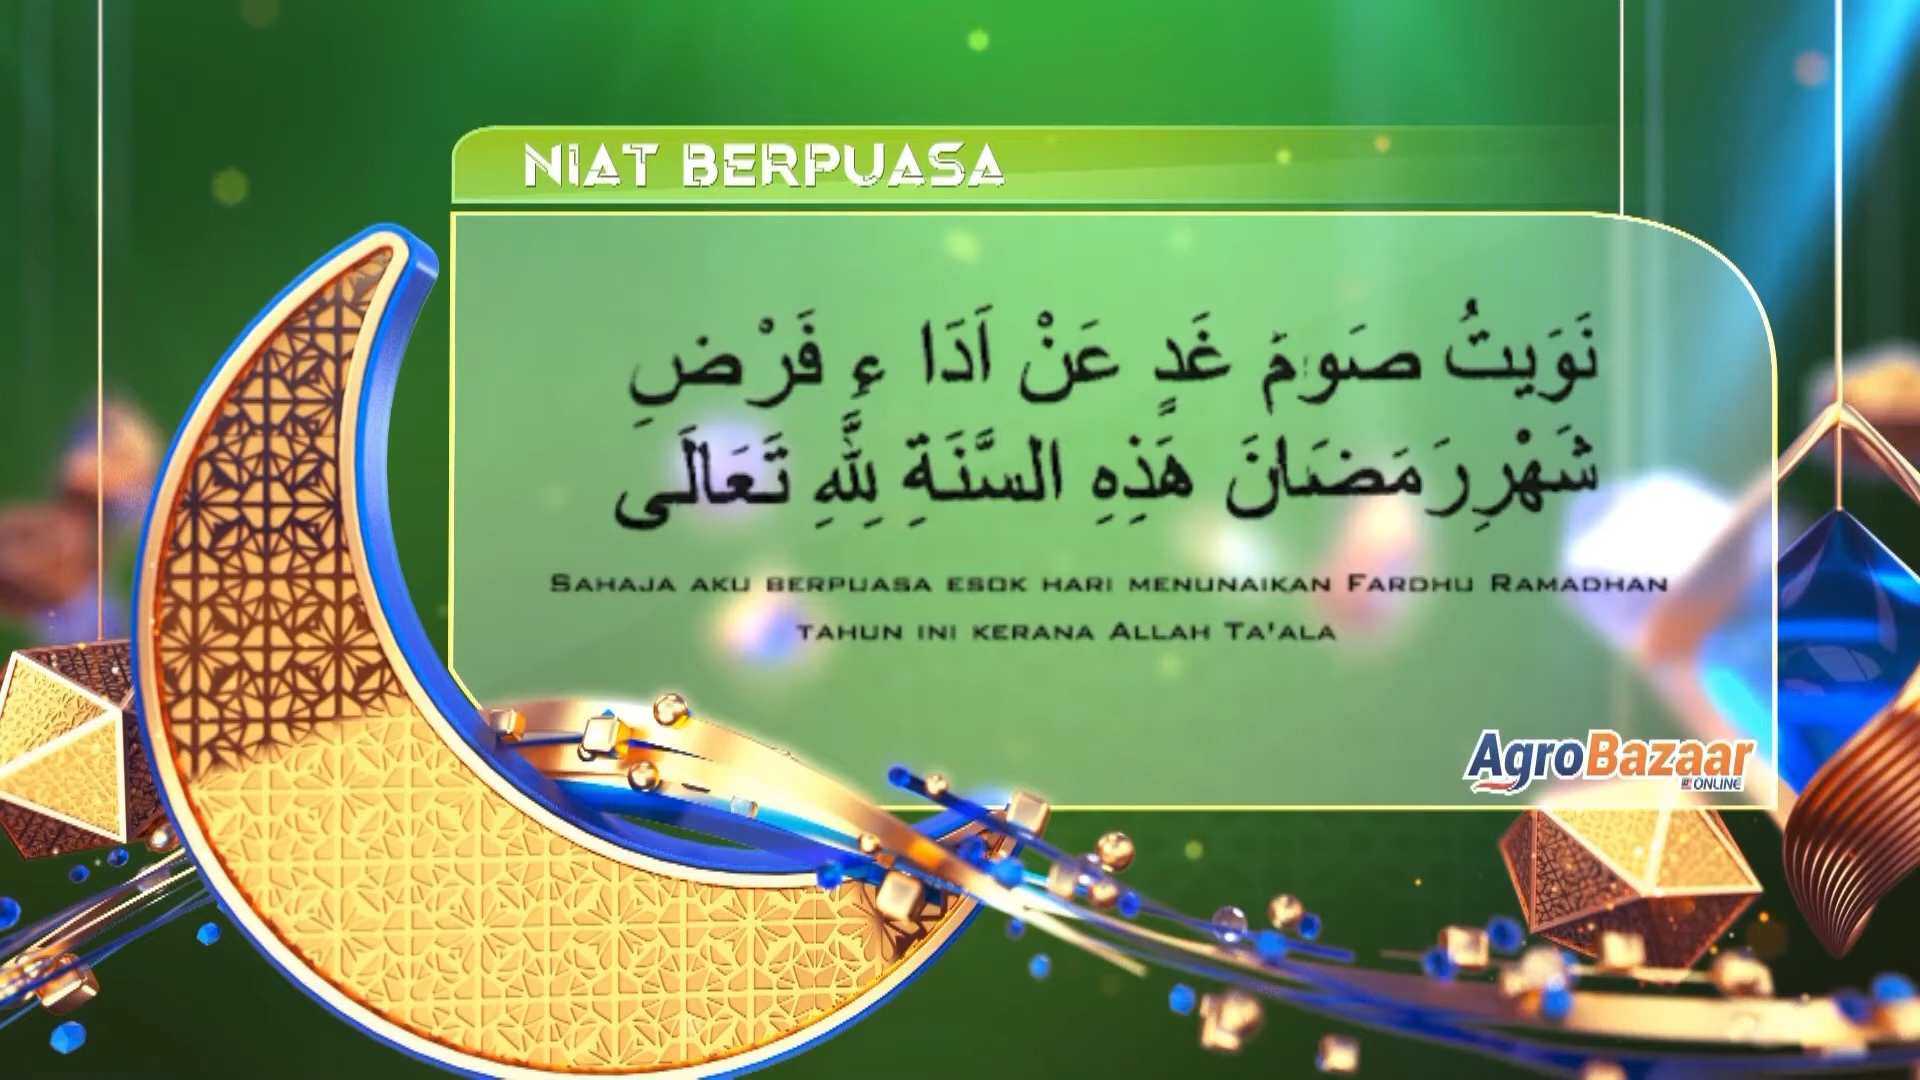 NIAT BERPUASA
نَوَيتُ صَومَ غَدٍ عَنْ اَدَا ءِ فَرْضِ
شَهْرِ رَمَضَانَ هَذِهِ السَّنَةِ لِلّٰهِ تَعَالَى
SAHAJA AKU BERPUASA ESOK HARI MENUNAIKAN FARDHU RAMADHAN
TAHUN INI KERANA ALLAH TA'ALA
AgroBazaar
ONLINE